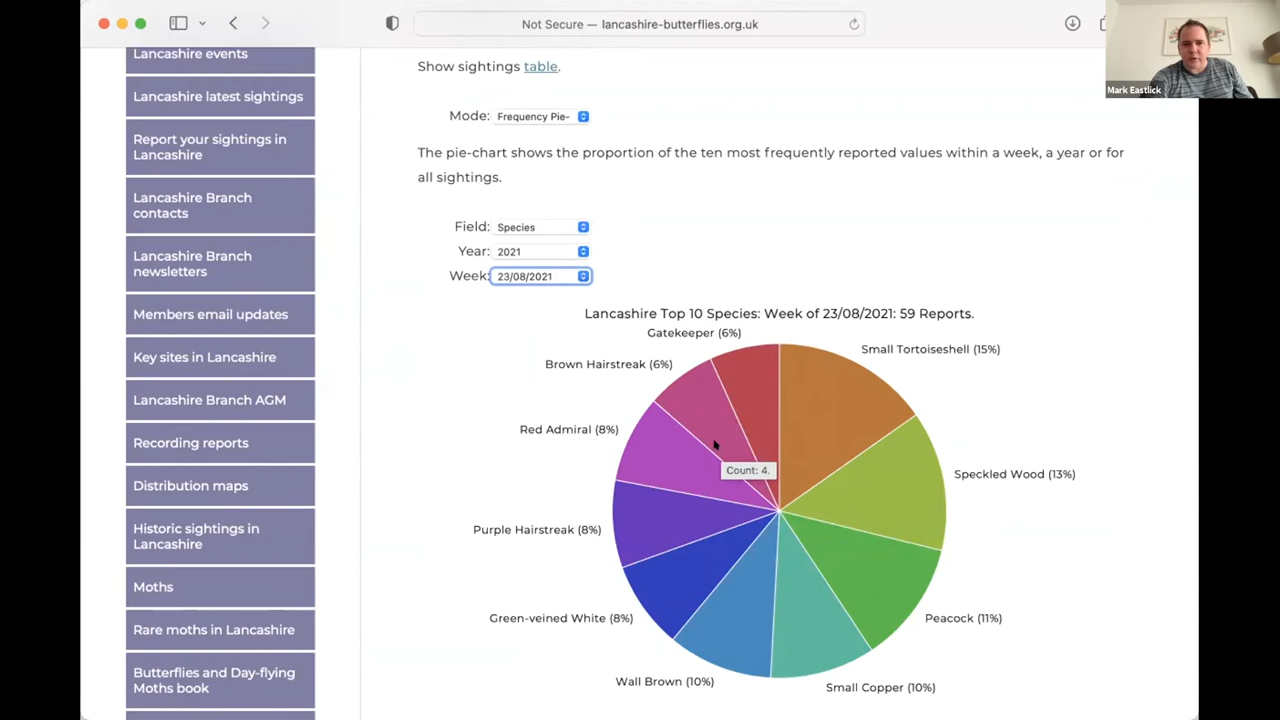 Not Secure — lancashire-butterflies.org.uk
Mark Eastlick
Lancashire events
Lancashire latest sightings
Report your sightings in
Lancashire
Lancashire Branch
contacts
Lancashire Branch
newsletters
Members email updates
Key sites in Lancashire
Lancashire Branch AGM
Recording reports
Distribution maps
Historic sightings in
Lancashire
Moths
Rare moths in Lancashire
Butterflies and Day-flying
Moths book
Show sightings table.
Mode: Frequency Pie-
The pie-chart shows the proportion of the ten most frequently reported values within a week, a year or for
all sightings.
Field: Species
Year: 2021
Week: 23/08/2021
Lancashire Top 10 Species: Week of 23/08/2021: 59 Reports.
Gatekeeper (6%)
Small Tortoiseshell (15%)
Brown Hairstreak (6%)
Red Admiral (8%)
Count: 4.
Speckled Wood (13%)
Purple Hairstreak (8%)
Green-veined White (8%)
Peacock (11%)
Wall Brown (10%)
Small Copper (10%)